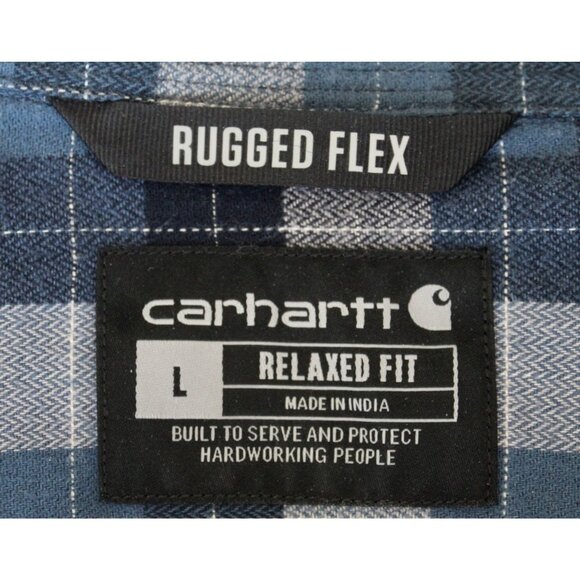 RUGGED FLEX
carhartt
L
RELAXED FIT
MADE IN INDIA
BUILT TO SERVE AND PROTECT
HARDWORKING PEOPLE